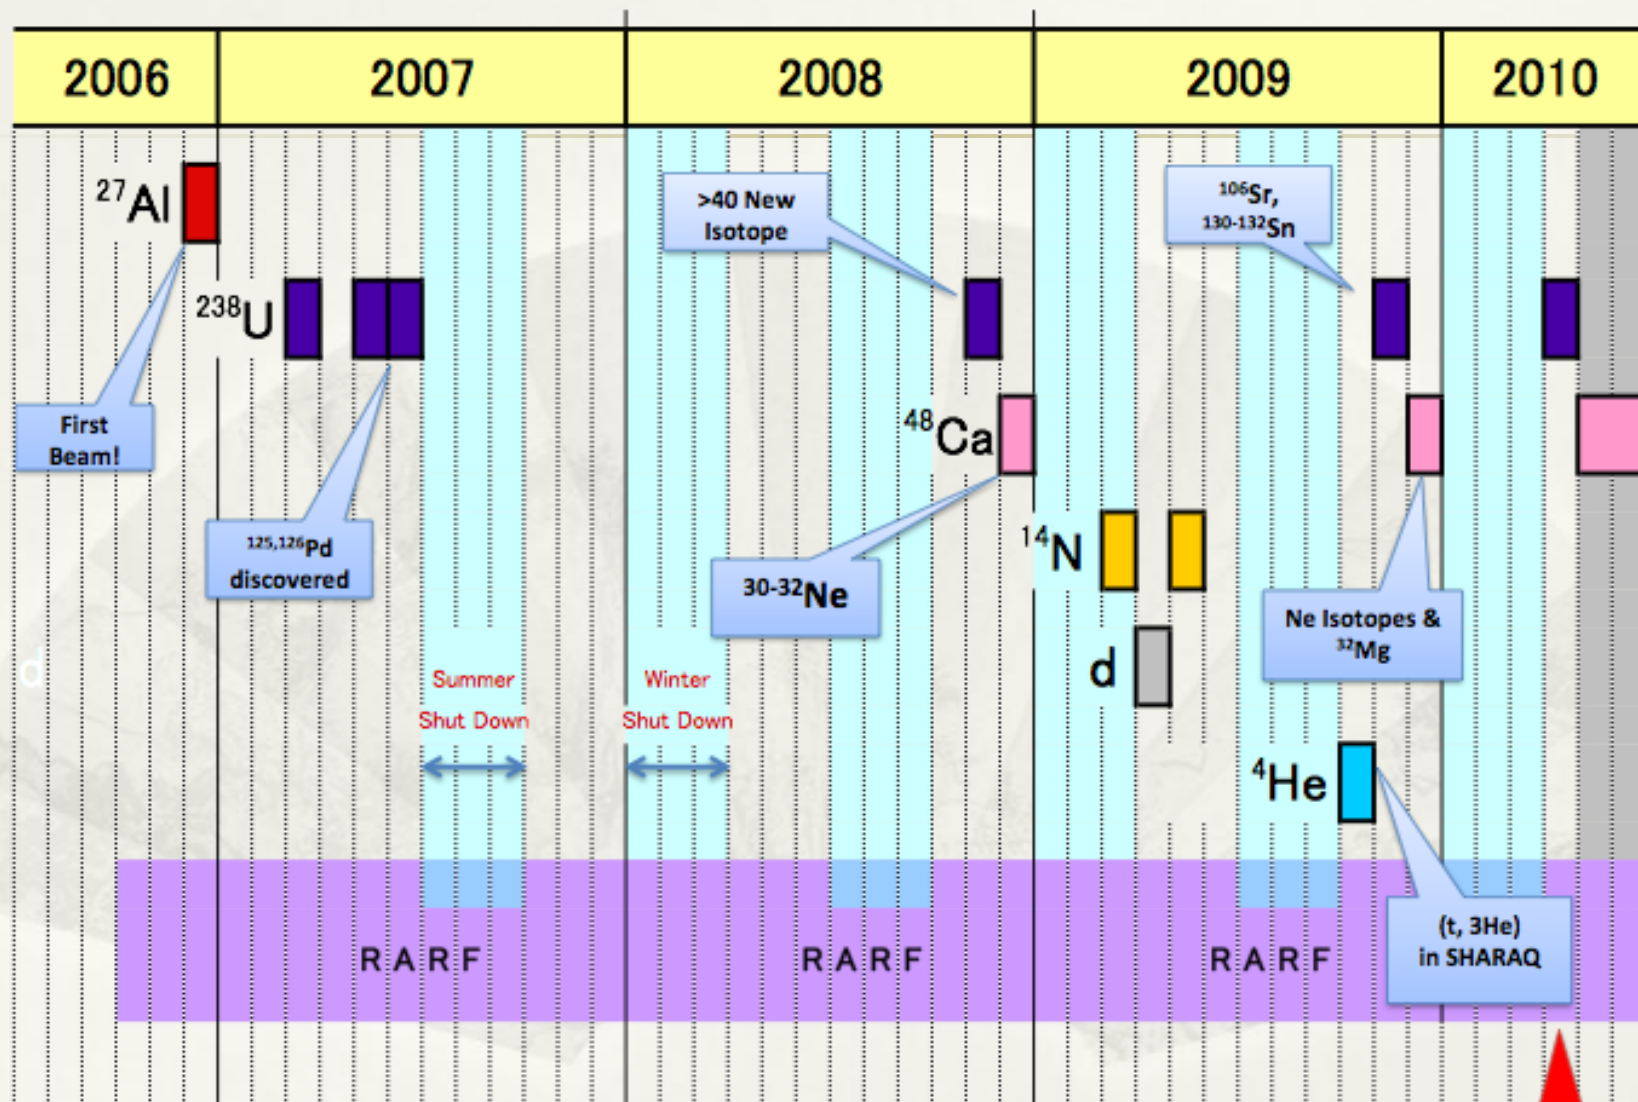 2006 2007 2008 2009 2010
²⁷Al
>40 New
Isotope
¹⁰⁶Sr,
¹³⁰⁻¹³²Sn
²³⁸U
First
Beam!
⁴⁸Ca
¹²⁵,¹²⁶Pd
discovered
¹⁴N
³⁰⁻³²Ne
Ne Isotopes &
³²Mg
d
d
Summer
Shut Down
Winter
Shut Down
⁴He
(t, 3He)
in SHARAQ
RARF RARF RARF